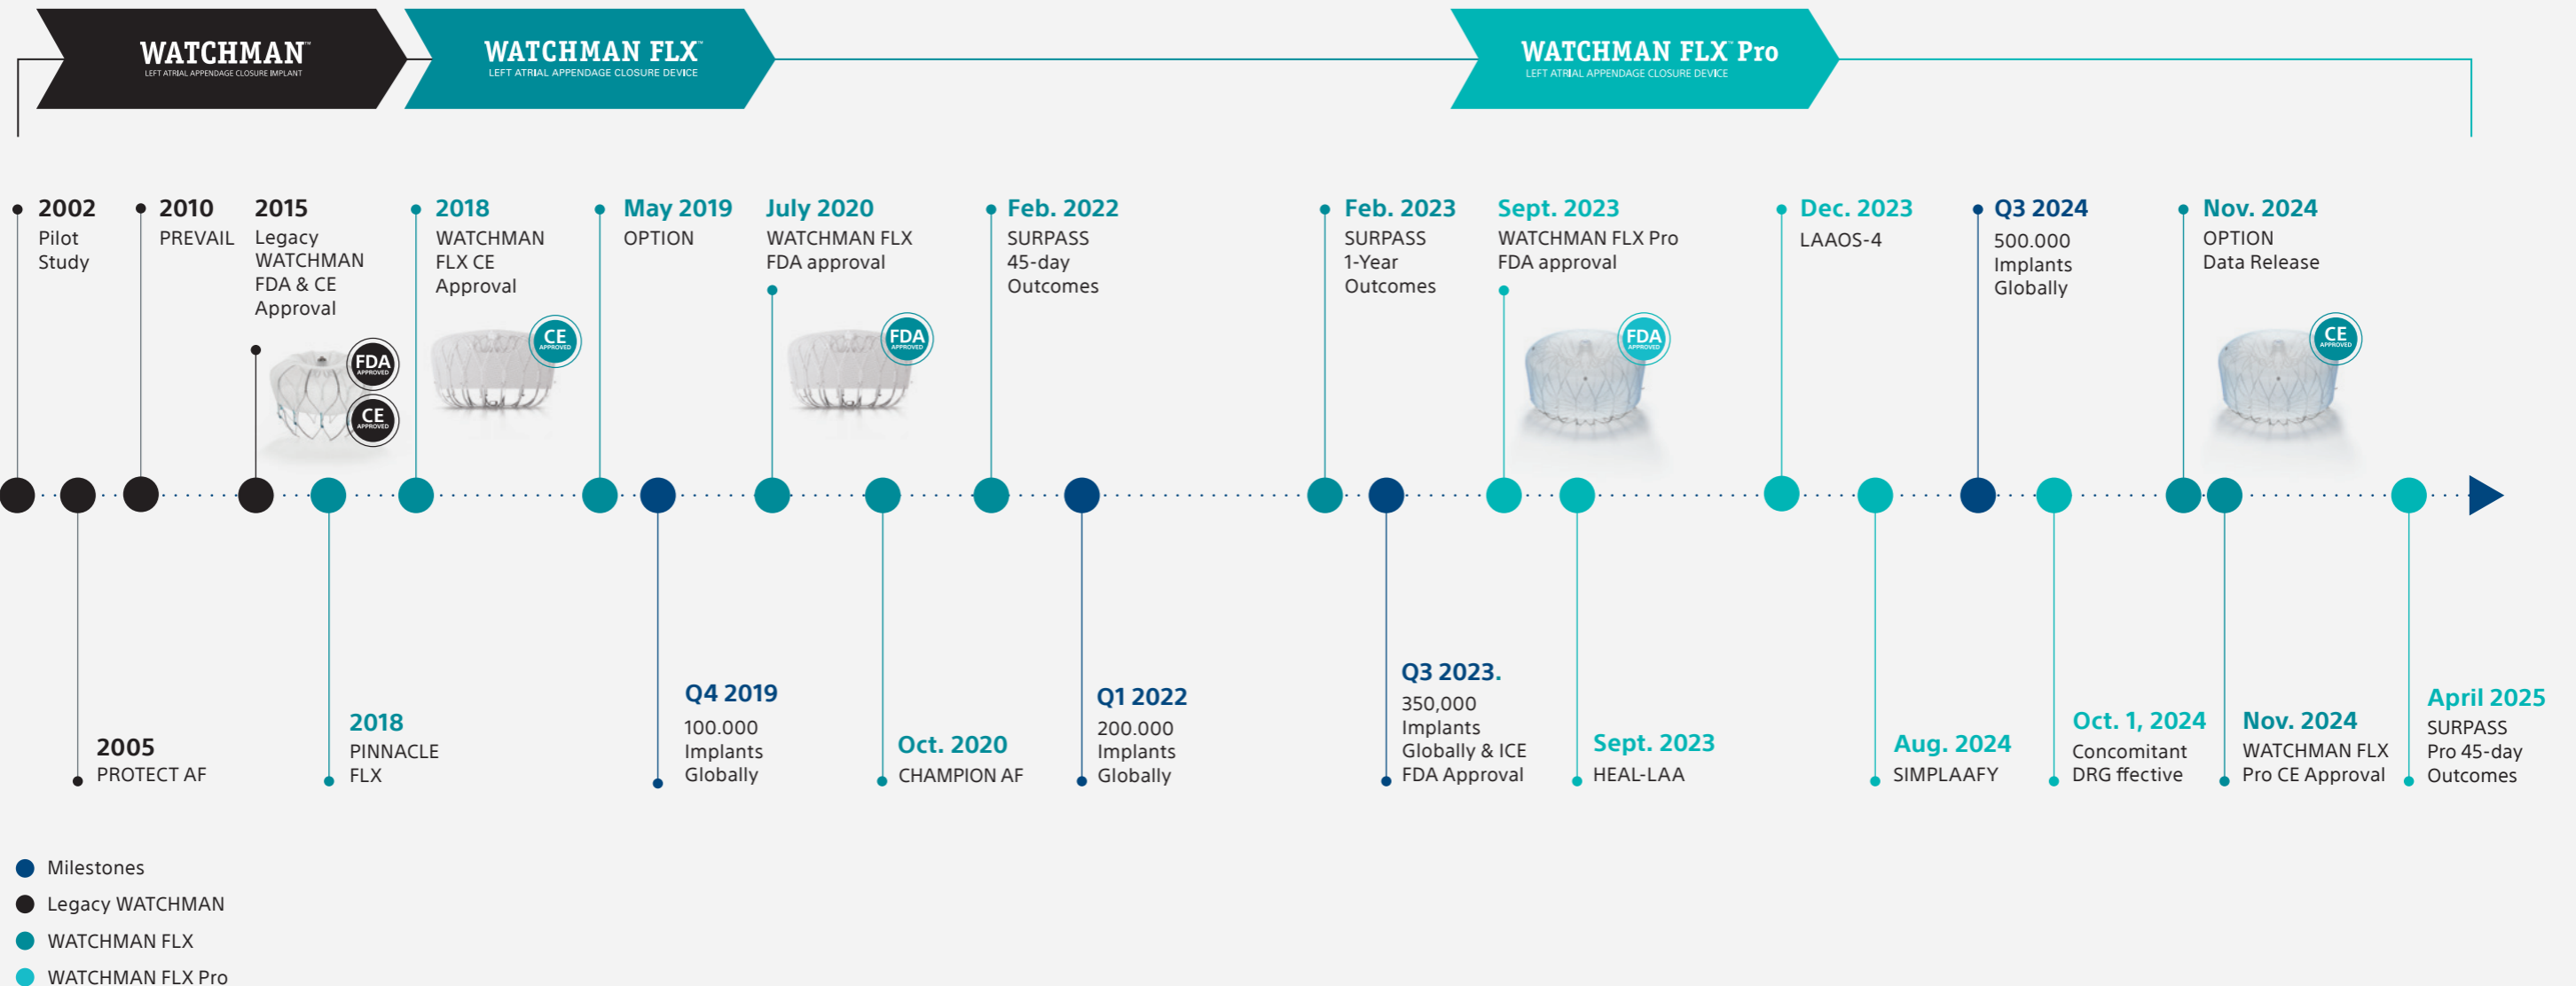 WATCHMAN™
LEFT ATRIAL APPENDAGE CLOSURE IMPLANT
WATCHMAN FLX™
LEFT ATRIAL APPENDAGE CLOSURE DEVICE
WATCHMAN FLX™ Pro
LEFT ATRIAL APPENDAGE CLOSURE DEVICE
2002
Pilot
Study
2010
PREVAIL
2015
Legacy
WATCHMAN
FDA & CE
Approval
FDA
APPROVED
CE
APPROVED
2018
WATCHMAN
FLX CE
Approval
CE
APPROVED
May 2019
OPTION
July 2020
WATCHMAN FLX
FDA approval
FDA
APPROVED
Feb. 2022
SURPASS
45-day
Outcomes
Feb. 2023
SURPASS
1-Year
Outcomes
Sept. 2023
WATCHMAN FLX Pro
FDA approval
FDA
APPROVED
Dec. 2023
LAAOS-4
Q3 2024
500.000
Implants
Globally
Nov. 2024
OPTION
Data Release
CE
APPROVED
2005
PROTECT AF
2018
PINNACLE
FLX
Q4 2019
100.000
Implants
Globally
Oct. 2020
CHAMPION AF
Q1 2022
200.000
Implants
Globally
Q3 2023.
350,000
Implants
Globally & ICE
FDA Approval
Sept. 2023
HEAL-LAA
Aug. 2024
SIMPLAAFY
Oct. 1, 2024
Concomitant
DRG ffective
Nov. 2024
WATCHMAN FLX
Pro CE Approval
April 2025
SURPASS
Pro 45-day
Outcomes
Milestones
Legacy WATCHMAN
WATCHMAN FLX
WATCHMAN FLX Pro